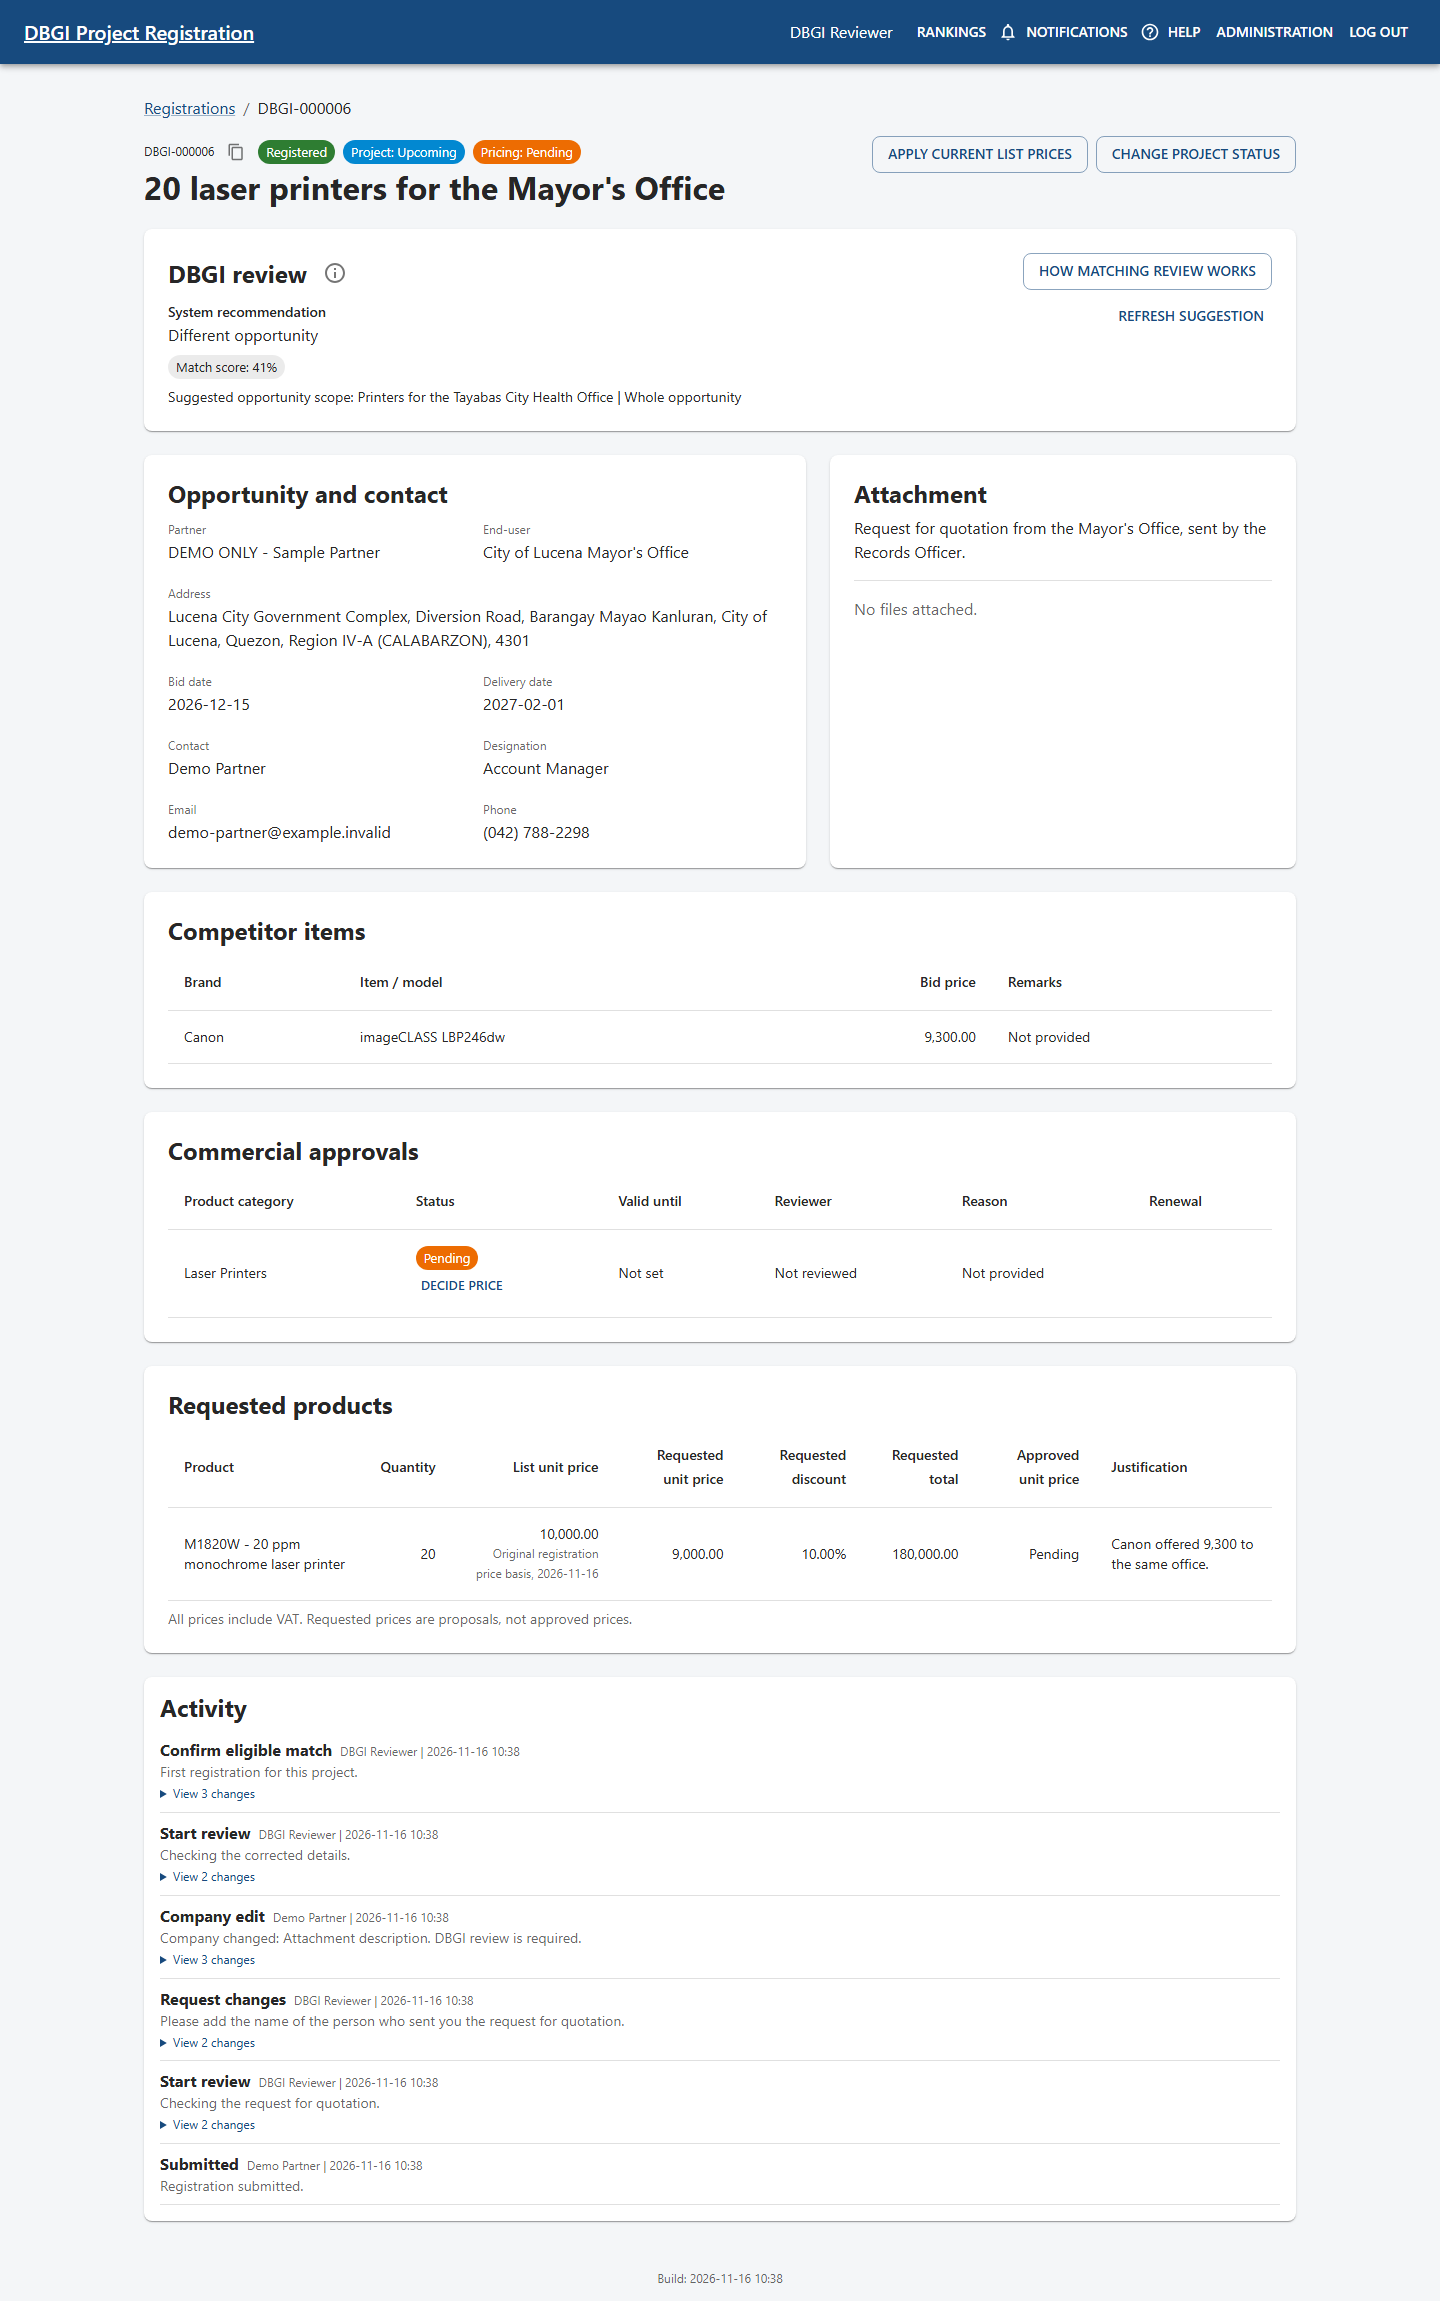 DBGI Project Registration
DBGI Reviewer RANKINGS NOTIFICATIONS HELP ADMINISTRATION LOG OUT
Registrations / DBGI-000006
DBGI-000006 Registered Project: Upcoming Pricing: Pending
APPLY CURRENT LIST PRICES CHANGE PROJECT STATUS
20 laser printers for the Mayor's Office
DBGI review
HOW MATCHING REVIEW WORKS
System recommendation
REFRESH SUGGESTION
Different opportunity
Match score: 41%
Suggested opportunity scope: Printers for the Tayabas City Health Office | Whole opportunity
Opportunity and contact
Partner End-user
DEMO ONLY - Sample Partner City of Lucena Mayor's Office
Address
Lucena City Government Complex, Diversion Road, Barangay Mayao Kanluran, City of
Lucena, Quezon, Region IV-A (CALABARZON), 4301
Bid date Delivery date
2026-12-15 2027-02-01
Contact Designation
Demo Partner Account Manager
Email Phone
demo-partner@example.invalid (042) 788-2298
Attachment
Request for quotation from the Mayor's Office, sent by the
Records Officer.
No files attached.
Competitor items
Brand Item / model Bid price Remarks
Canon imageCLASS LBP246dw 9,300.00 Not provided
Commercial approvals
Product category Status Valid until Reviewer Reason Renewal
Pending
Laser Printers Not set Not reviewed Not provided
DECIDE PRICE
Requested products
Product Quantity List unit price Requested unit price Requested discount Requested total Approved unit price Justification
M1820W - 20 ppm
monochrome laser printer
20
10,000.00
Original registration
price basis, 2026-11-16
9,000.00 10.00% 180,000.00 Pending
Canon offered 9,300 to
the same office.
All prices include VAT. Requested prices are proposals, not approved prices.
Activity
Confirm eligible match DBGI Reviewer | 2026-11-16 10:38
First registration for this project.
View 3 changes
Start review DBGI Reviewer | 2026-11-16 10:38
Checking the corrected details.
View 2 changes
Company edit Demo Partner | 2026-11-16 10:38
Company changed: Attachment description. DBGI review is required.
View 3 changes
Request changes DBGI Reviewer | 2026-11-16 10:38
Please add the name of the person who sent you the request for quotation.
View 2 changes
Start review DBGI Reviewer | 2026-11-16 10:38
Checking the request for quotation.
View 2 changes
Submitted Demo Partner | 2026-11-16 10:38
Registration submitted.
Build: 2026-11-16 10:38